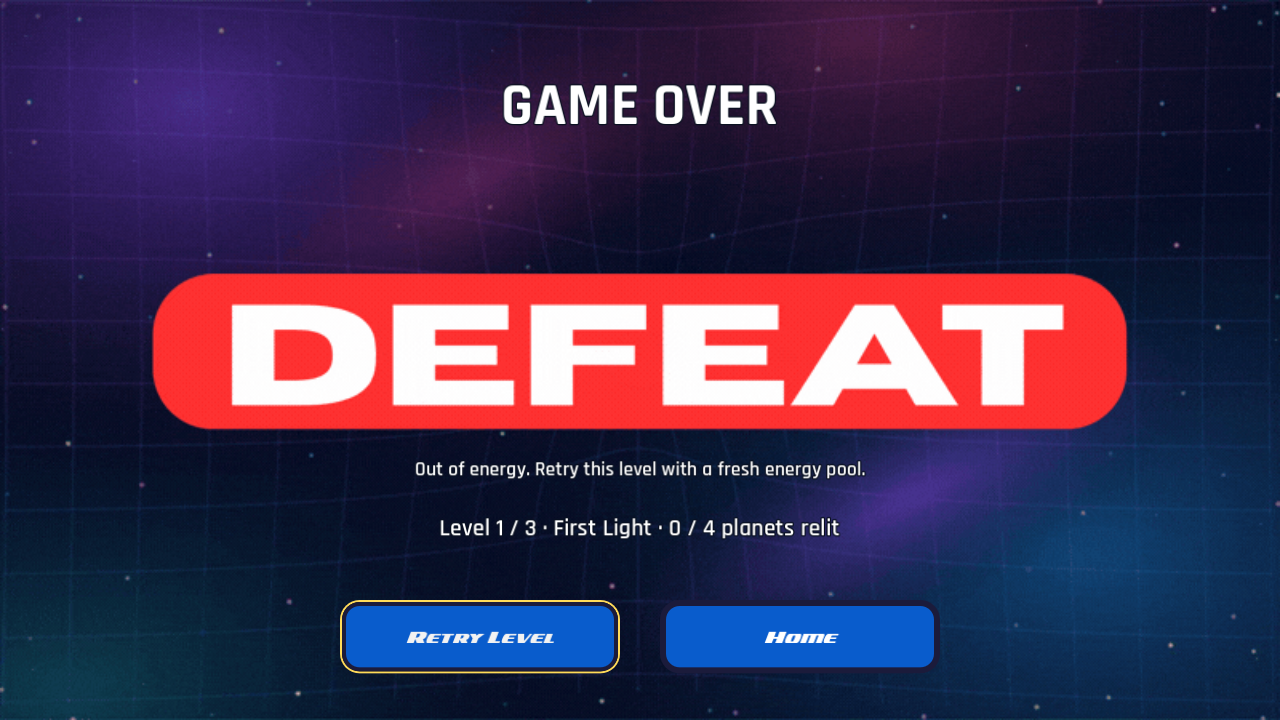 GAME OVER
DEFEAT
Out of energy. Retry this level with a fresh energy pool.
Level 1 / 3 · First Light · 0 / 4 planets relit
Retry Level
Home